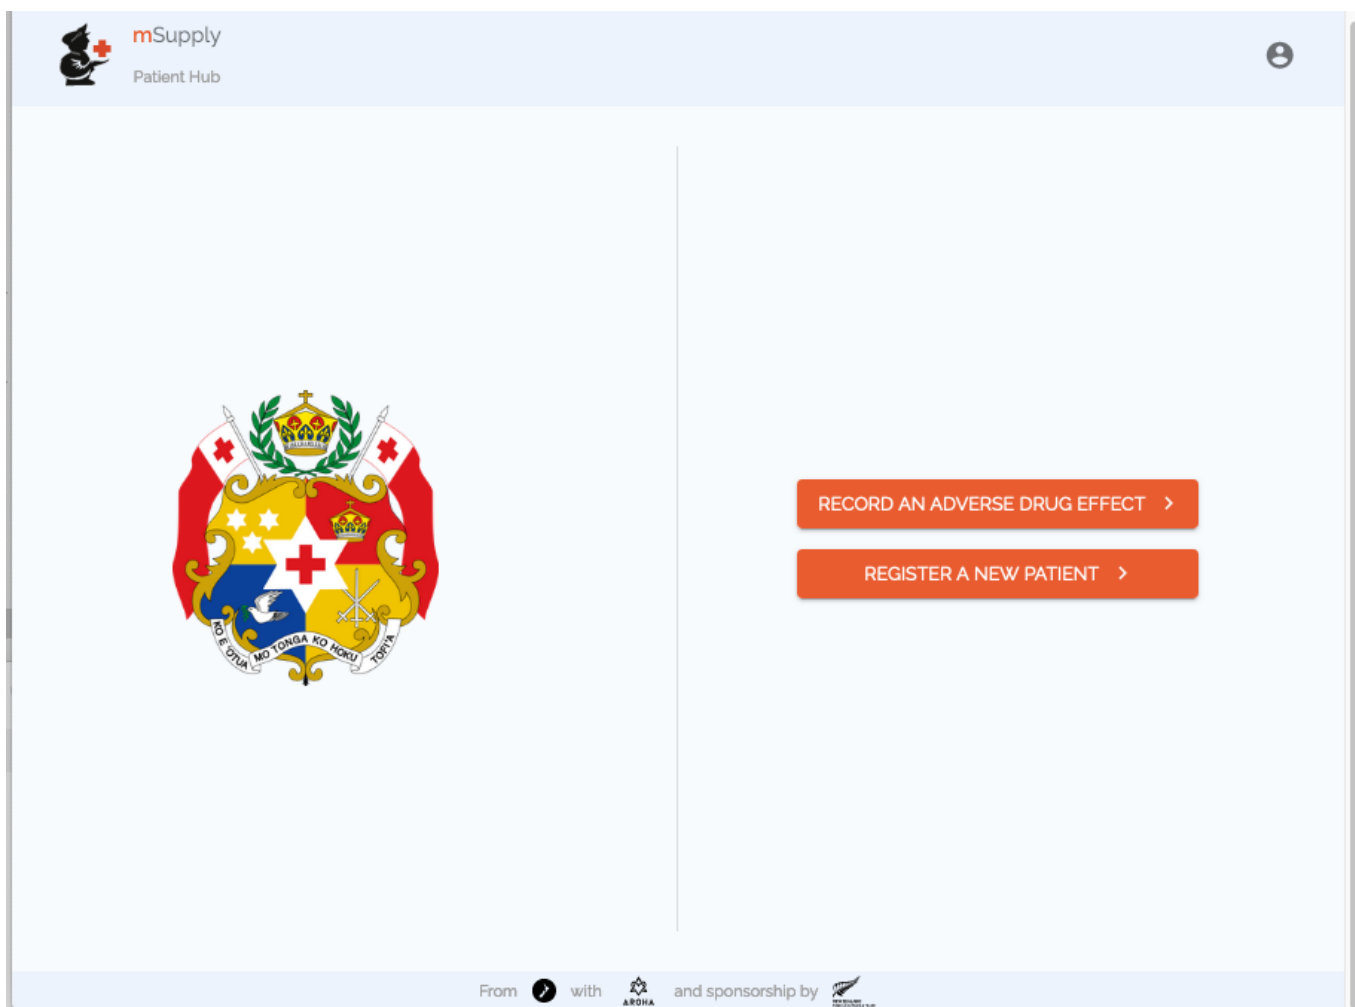 mSupply
Patient Hub
KO E 'OTUA MO TONGA KO HOKU TOFI'A
RECORD AN ADVERSE DRUG EFFECT
REGISTER A NEW PATIENT
From with AROHA and sponsorship by